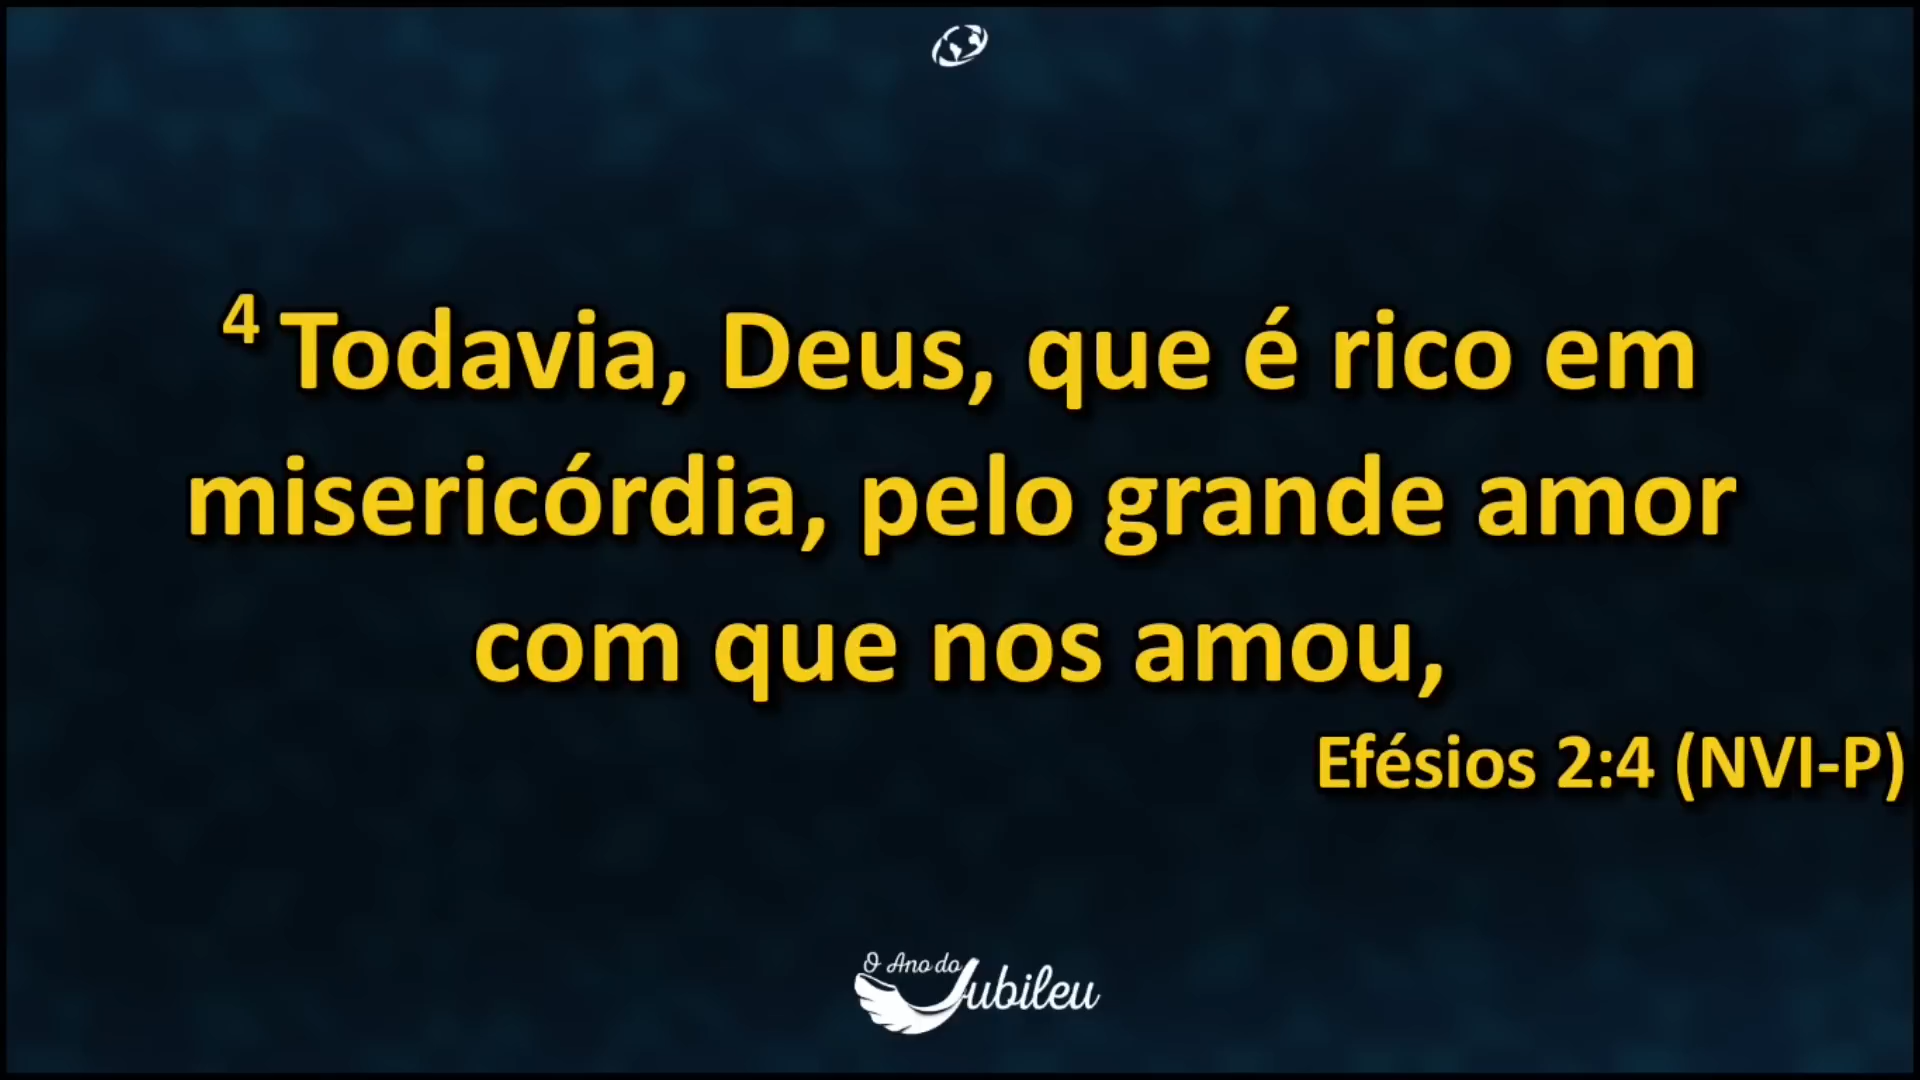 4 Todavia, Deus, que é rico em
misericórdia, pelo grande amor
com que nos amou,
Efésios 2:4 (NVI-P)
O Ano do
Jubileu